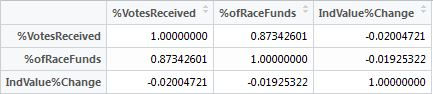 %VotesReceived %ofRaceFunds IndValue%Change
%VotesReceived 1.00000000 0.87342601 -0.02004721
%ofRaceFunds 0.87342601 1.00000000 -0.01925322
IndValue%Change -0.02004721 -0.01925322 1.00000000